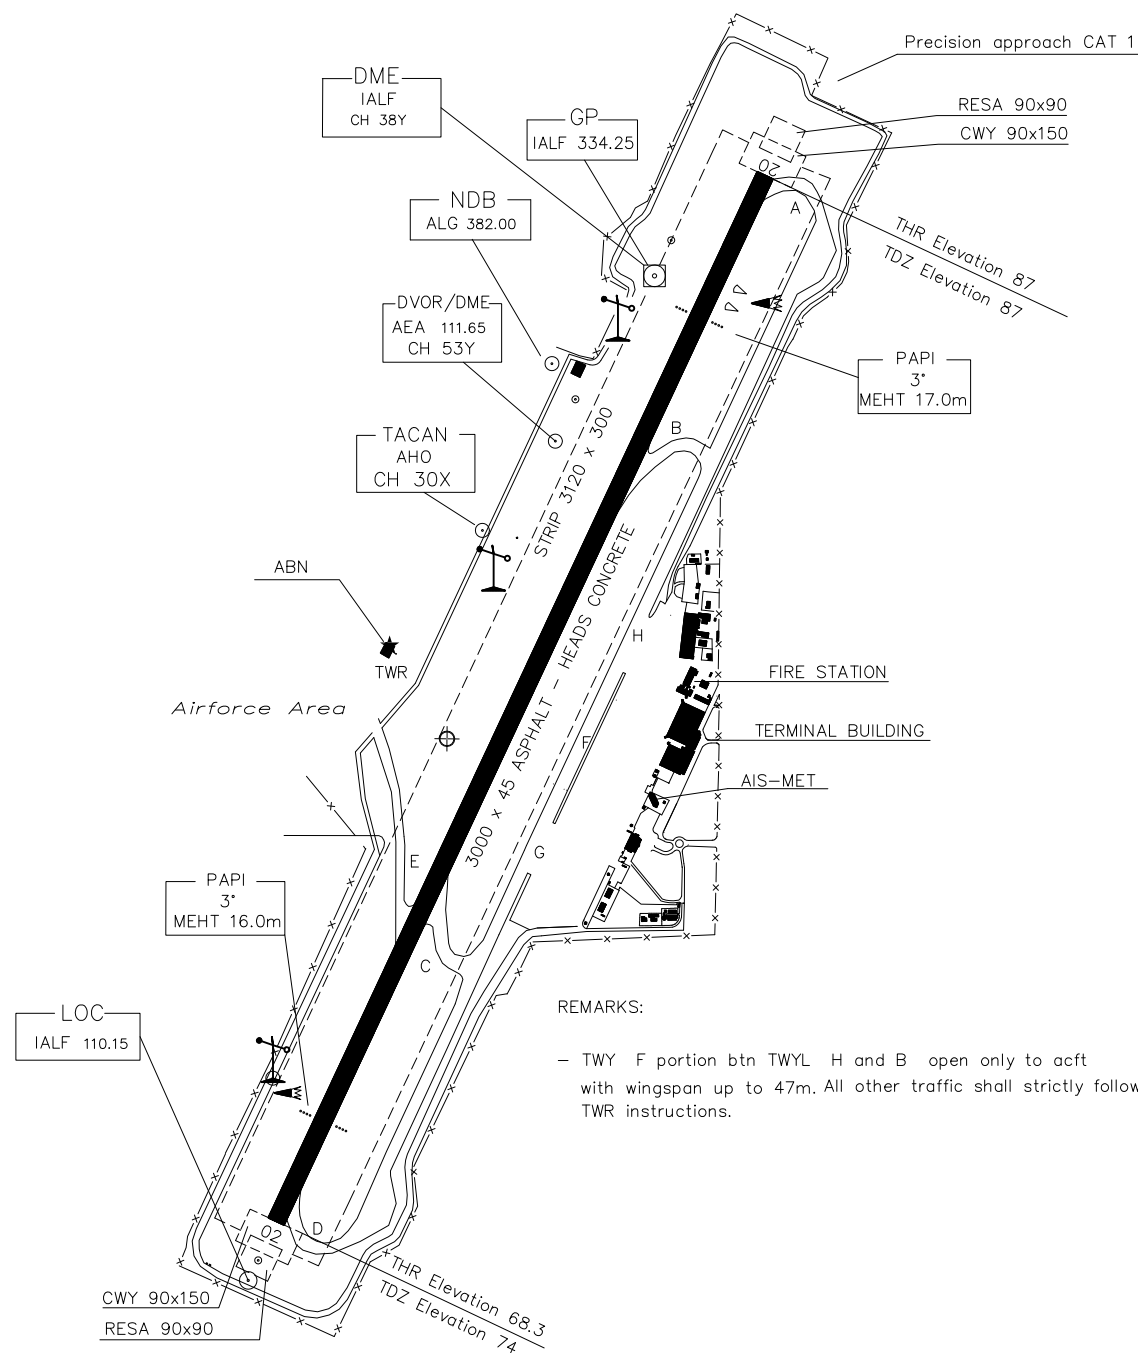 Precision approach CAT 1
DME
IALF
CH 38Y
GP
IALF 334.25
RESA 90x90
CWY 90x150
20
A
NDB
ALG 382.00
THR Elevation 87
TDZ Elevation 87
DVOR/DME
AEA 111.65
CH 53Y
PAPI
3°
MEHT 17.0m
B
TACAN
AHO
CH 30X
STRIP 3120 x 300
ABN
TWR
3000 x 45 ASPHALT - HEADS CONCRETE
H
FIRE STATION
Airforce Area
F
TERMINAL BUILDING
AIS-MET
G
E
PAPI
3°
MEHT 16.0m
C
LOC
IALF 110.15
REMARKS:
- TWY F portion btn TWYL H and B open only to acft
with wingspan up to 47m. All other traffic shall strictly follow
TWR instructions.
02
D
THR Elevation 68.3
TDZ Elevation 74
CWY 90x150
RESA 90x90